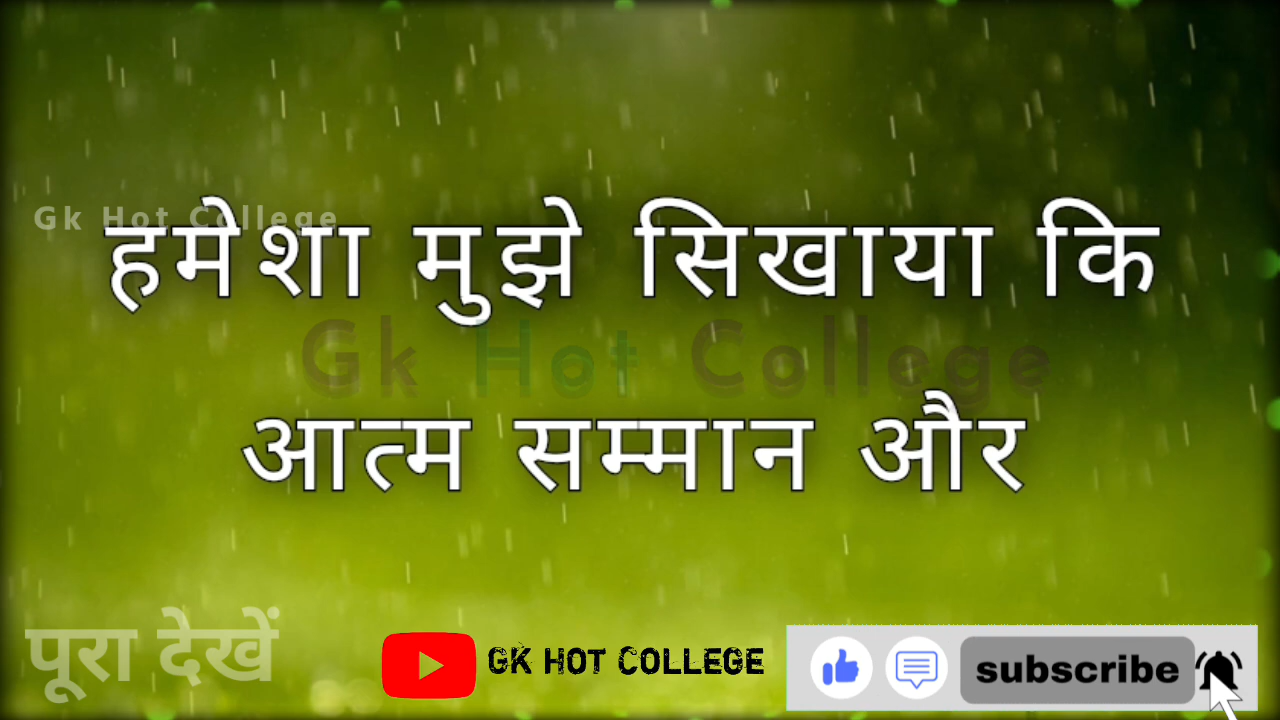 Gk Hot College
हमेशा मुझे सिखाया कि
Gk Hot College
आत्म सम्मान और
पूरा देखें
GK HOT COLLEGE
subscribe